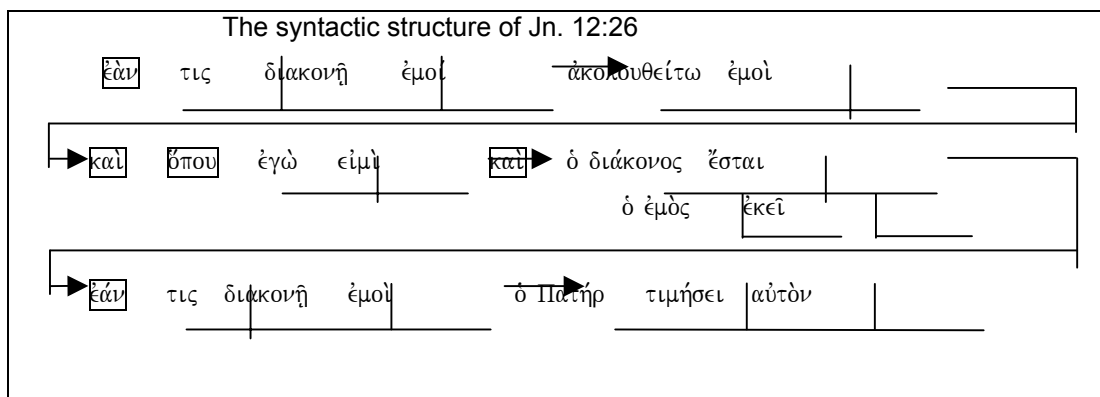 The syntactic structure of Jn. 12:26
ἐὰν τις διακονῇ ἐμοί ἀκολουθείτω ἐμοὶ
καὶ ὅπου ἐγὼ εἰμὶ καὶ ὁ διάκονος ἔσται
ὁ ἐμὸς ἐκεῖ
ἐάν τις διακονῇ ἐμοὶ ὁ Πατήρ τιμήσει αὐτὸν